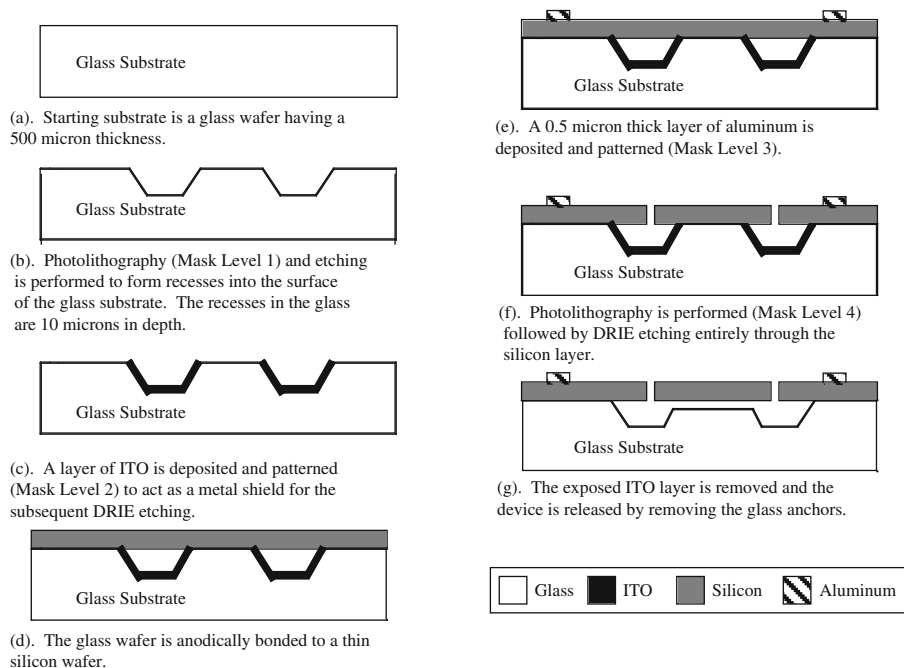 Glass Substrate
(a). Starting substrate is a glass wafer having a
500 micron thickness.
Glass Substrate
(b). Photolithography (Mask Level 1) and etching
is performed to form recesses into the surface
of the glass substrate. The recesses in the glass
are 10 microns in depth.
Glass Substrate
(c). A layer of ITO is deposited and patterned
(Mask Level 2) to act as a metal shield for the
subsequent DRIE etching.
Glass Substrate
(d). The glass wafer is anodically bonded to a thin
silicon wafer.
Glass Substrate
(e). A 0.5 micron thick layer of aluminum is
deposited and patterned (Mask Level 3).
Glass Substrate
(f). Photolithography is performed (Mask Level 4)
followed by DRIE etching entirely through the
silicon layer.
Glass Substrate
(g). The exposed ITO layer is removed and the
device is released by removing the glass anchors.
Glass ITO Silicon Aluminum